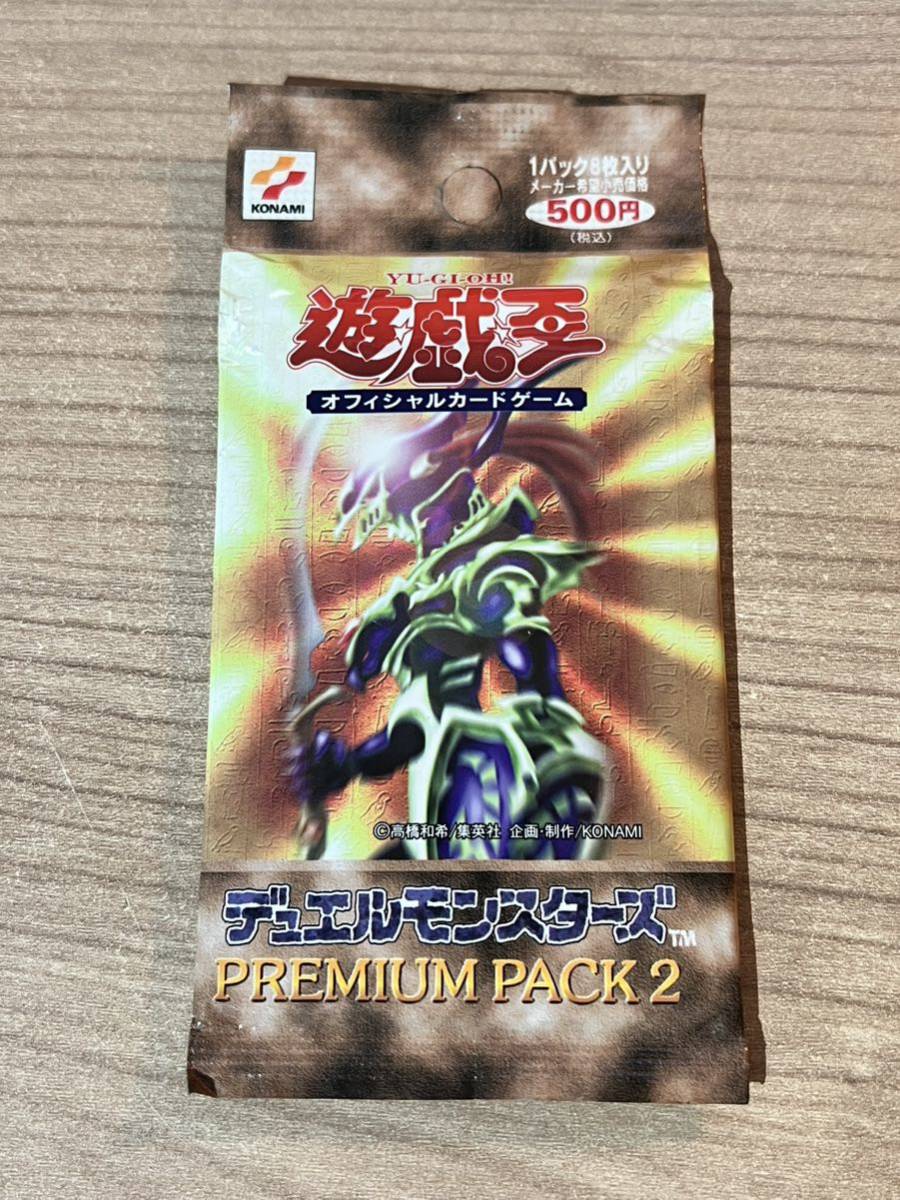 KONAMI
1パック8枚入り
メーカー希望小売価格
500円
(税込)
YU-GI-OH!
遊戯王
オフィシャルカードゲーム
©高橋和希/集英社 企画・制作/KONAMI
デュエルモンスターズ™
PREMIUM PACK 2